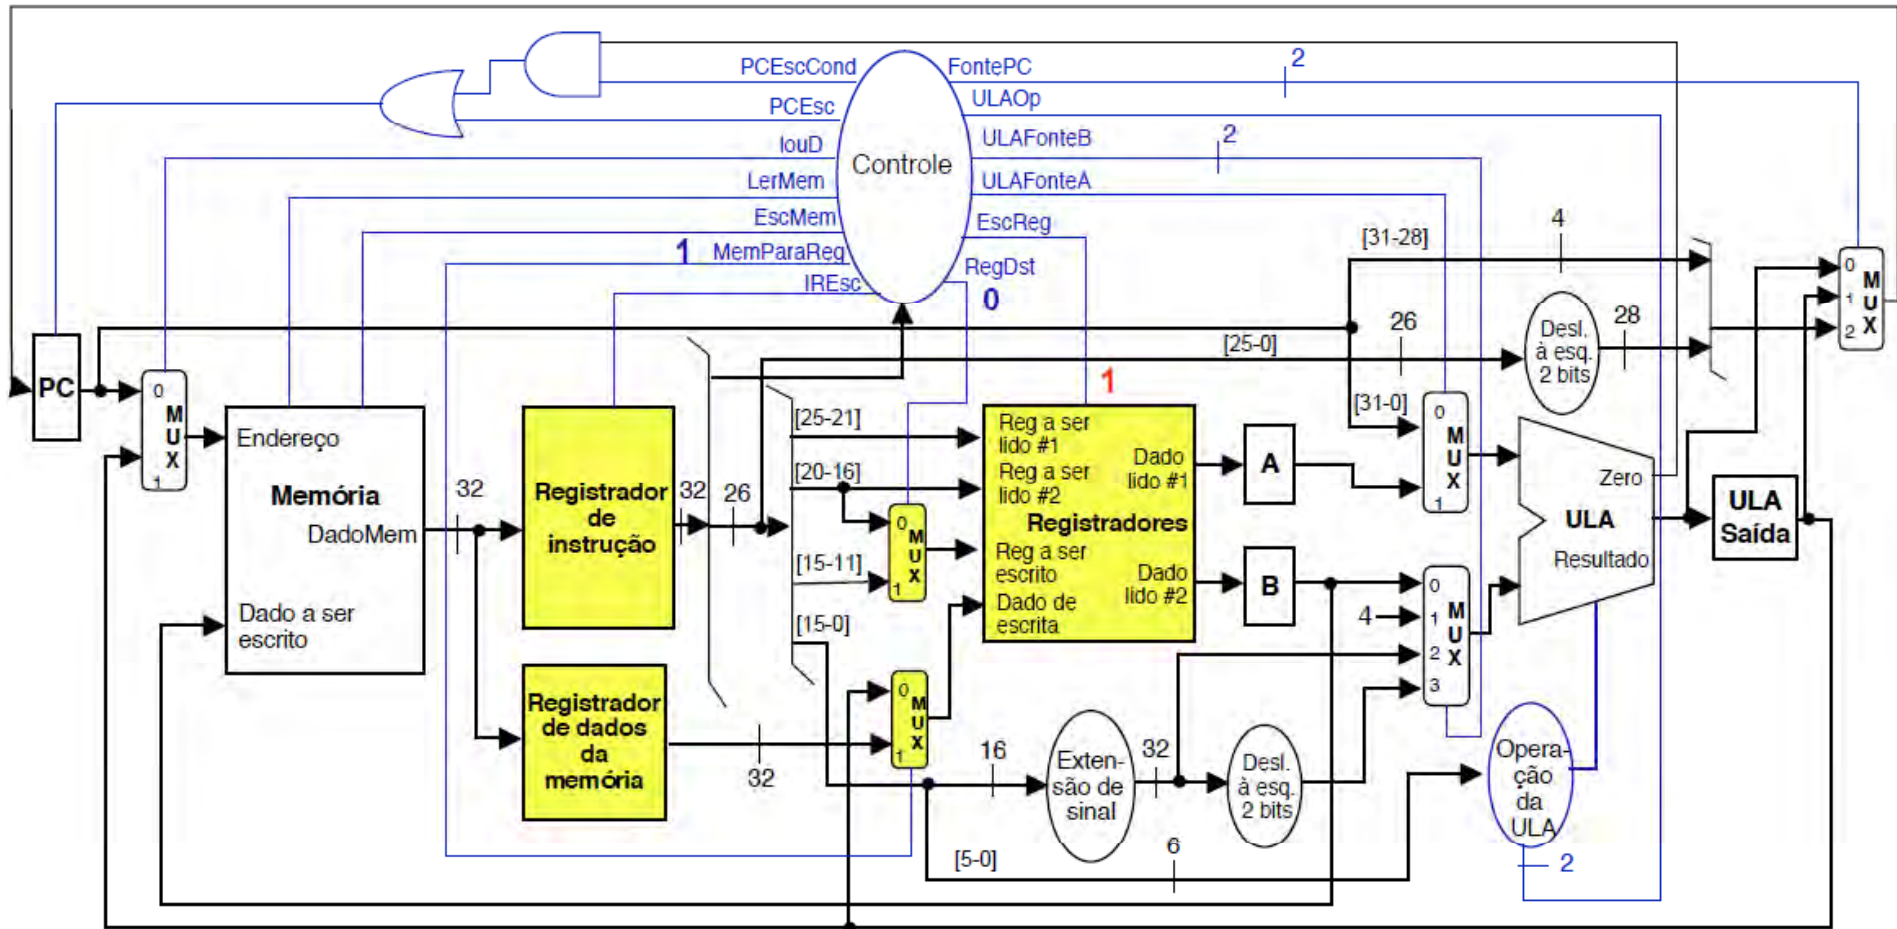 PCEscCond
PCEsc
IouD
LerMem
EscMem
1 MemParaReg
IREsc
Controle
FontePC
2
ULAOp
ULAFonteB
2
ULAFonteA
EscReg
RegDst
0
[31-28]
4
0
1
2
M
U
X
PC
0
M
U
X
1
Endereço
Memória
DadoMem
Dado a ser
escrito
32
Registrador
de
instrução
32
26
Registrador
de dados
da
memória
32
[25-0]
26
Desl.
à esq.
2 bits
28
[25-21]
[20-16]
[15-11]
[15-0]
0
M
U
X
1
0
M
U
X
1
1
Reg a ser
lido #1
Reg a ser
lido #2
Registradores
Reg a ser
escrito
Dado de
escrita
Dado
lido #1
Dado
lido #2
A
B
[31-0]
0
M
U
X
1
4
0
1
2
3
M
U
X
Zero
ULA
Resultado
ULA
Saída
16
Exten-
são de
sinal
32
Desl.
à esq.
2 bits
Opera-
ção
da
ULA
[5-0]
6
2